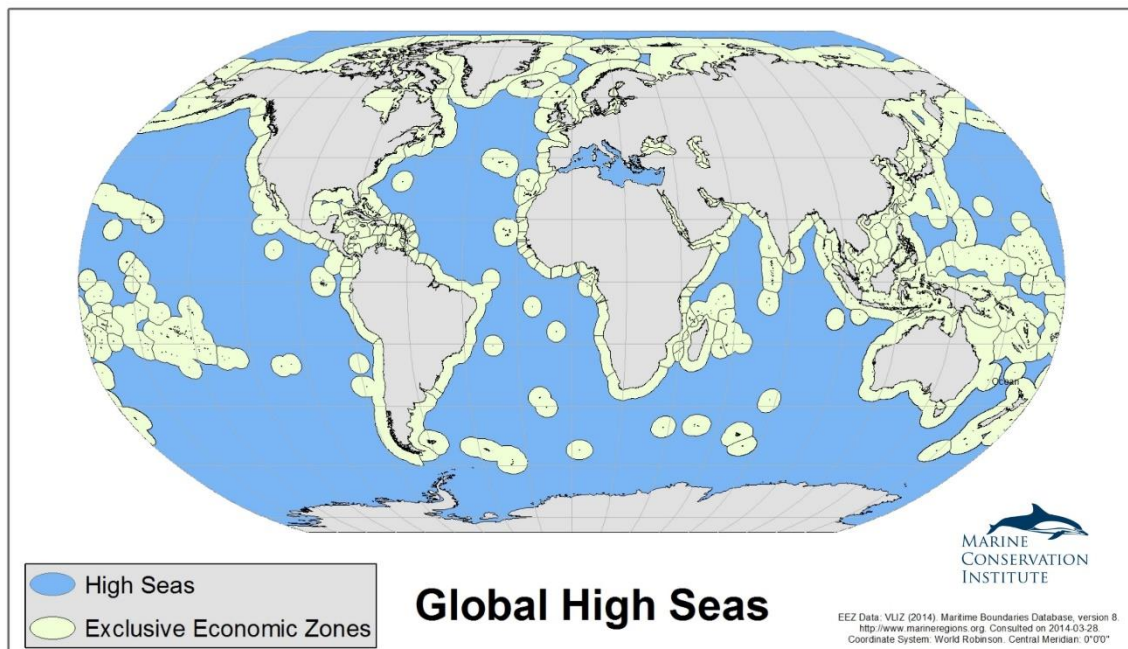 Ocean
High Seas
Exclusive Economic Zones
Global High Seas
MARINE
CONSERVATION
INSTITUTE
EEZ Data: VLIZ (2014). Maritime Boundaries Database, version 8.
http://www.marineregions.org. Consulted on 2014-03-28.
Coordinate System: World Robinson. Central Meridian: 0°0'0"